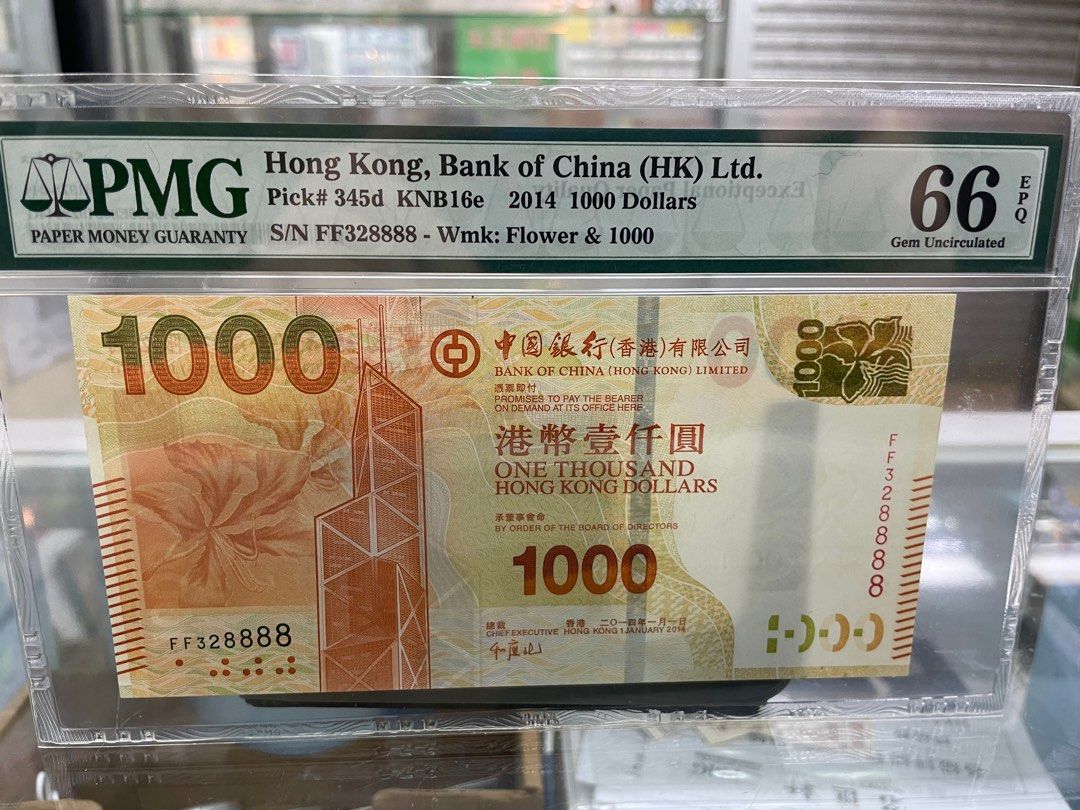 PMG
PAPER MONEY GUARANTY
Hong Kong, Bank of China (HK) Ltd.
Pick# 345d KNB16e 2014 1000 Dollars
S/N FF328888 - Wmk: Flower & 1000
66
EPQ
Gem Uncirculated
1000
中國銀行(香港)有限公司
BANK OF CHINA (HONG KONG) LIMITED
憑票即付
PROMISES TO PAY THE BEARER
ON DEMAND AT ITS OFFICE HERE
港幣壹仟圓
ONE THOUSAND
HONG KONG DOLLARS
承董事會命
BY ORDER OF THE BOARD OF DIRECTORS
1000
總裁 香港 二〇一四年一月一日
CHIEF EXECUTIVE HONG KONG 1 JANUARY 2014
1000
FF328888
FF328888
1000